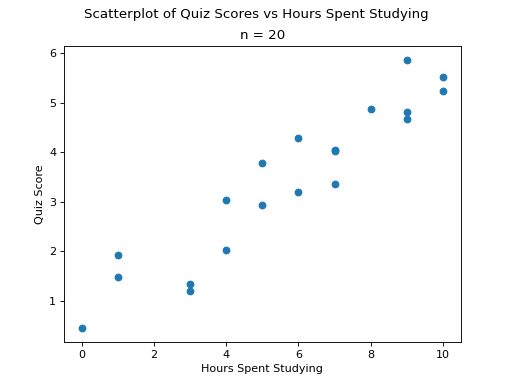 Scatterplot of Quiz Scores vs Hours Spent Studying
n = 20
6
5
4
3
2
1
Quiz Score
0 2 4 6 8 10
Hours Spent Studying